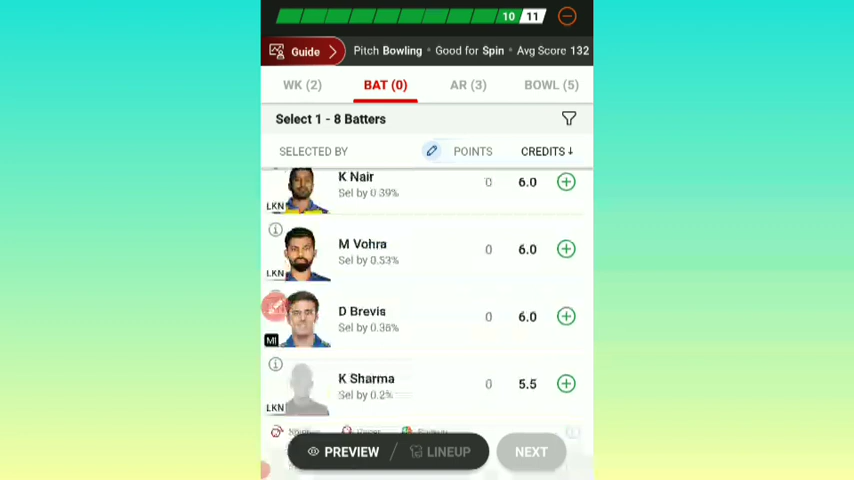 10 11
Guide Pitch Bowling • Good for Spin • Avg Score 132
WK (2) BAT (0) AR (3) BOWL (5)
Select 1 - 8 Batters
SELECTED BY POINTS CREDITS↓
K Nair
Sel by 0.39%
0 6.0
LKN
M Vohra
Sel by 0.53%
0 6.0
LKN
D Brevis
Sel by 0.36%
0 6.0
MI
K Sharma
Sel by 0.2%
0 5.5
LKN
PREVIEW / LINEUP NEXT